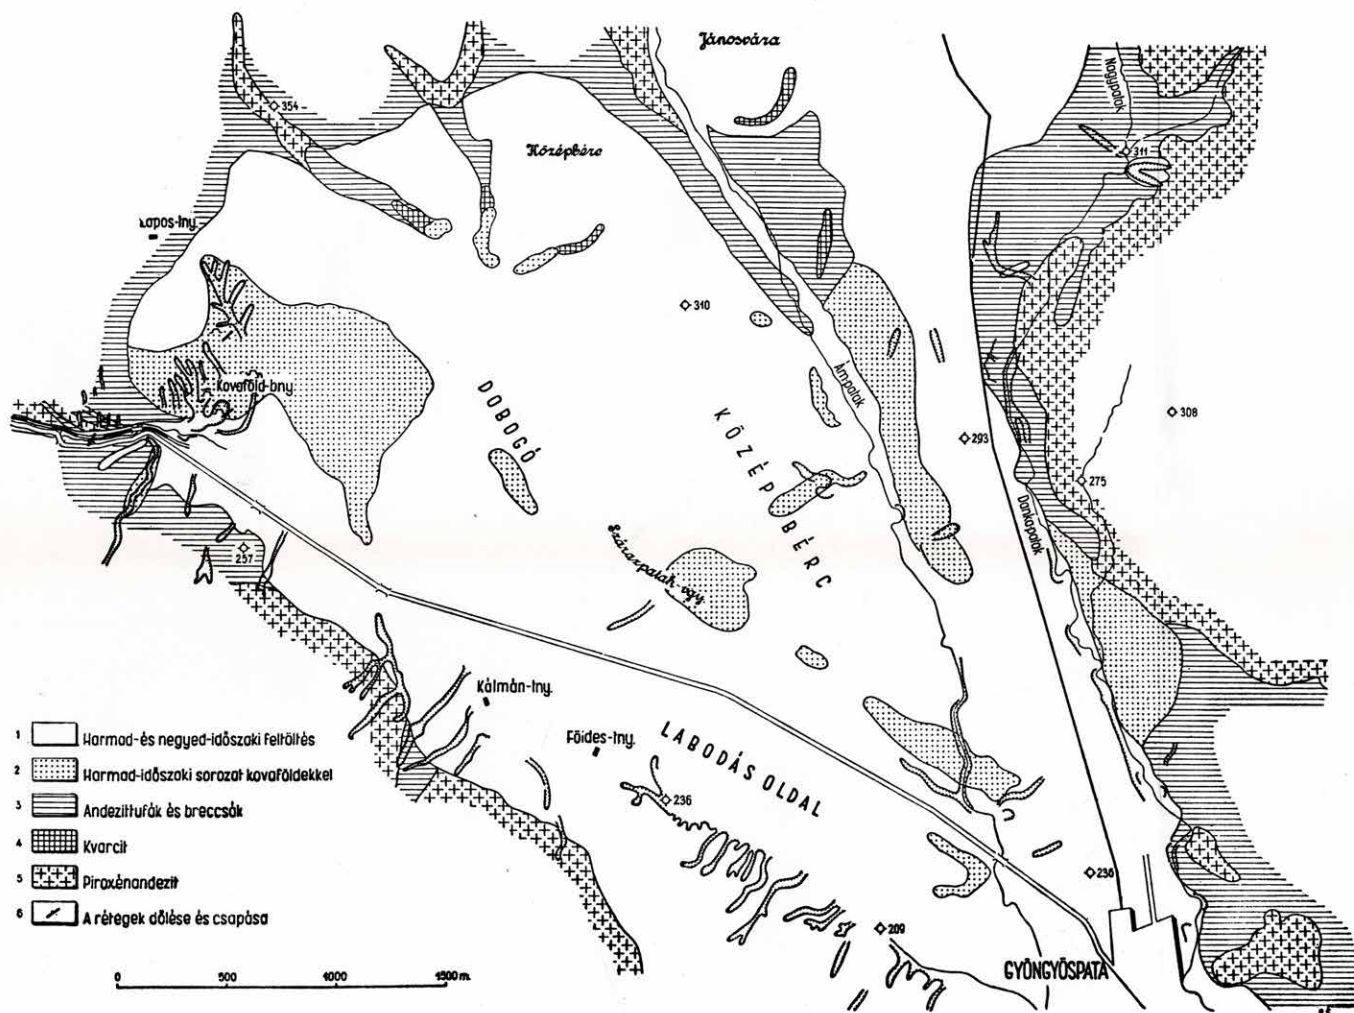 Jánosvára
Nagypatak
354
Középbérc
311
Lapos-tny.
310
Kovaföld-bny.
DOBOGÓ
KÖZÉPBÉRC
308
293
275
Dankapatak
257
Szárazpatak-vgy.
Kálmán-tny.
Földes-tny.
LABODÁS OLDAL
236
236
209
GYÖNGYÖSPATA
1 Harmad-és negyed-időszaki feltöltés
2 Harmad-időszaki sorozat kovaföldekkel
3 Andezittufák és breccsák
4 Kvarcit
5 Piroxénandezit
6 A rétegek dőlése és csapása
0 500 1000 1500 m.